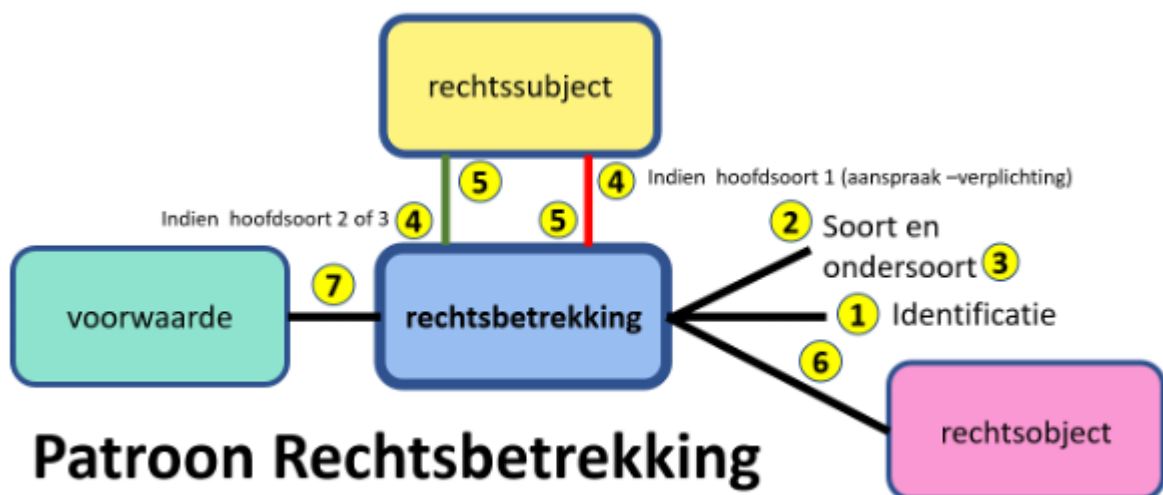 rechtssubject
5
4 Indien hoofdsoort 1 (aanspraak –verplichting)
Indien hoofdsoort 2 of 3 4
5
2 Soort en
ondersoort 3
voorwaarde
7
rechtsbetrekking
1 Identificatie
6
rechtsobject
Patroon Rechtsbetrekking